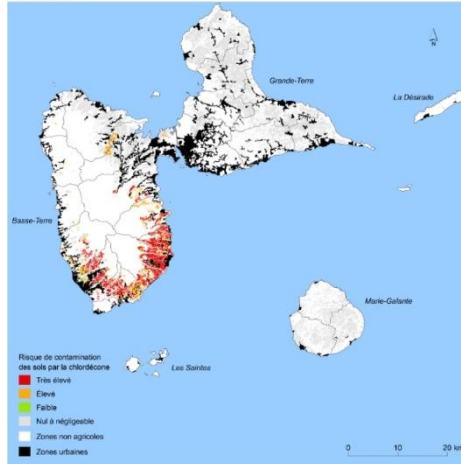 N
Grande-Terre
La Désirade
Basse-Terre
Marie-Galante
Les Saintes
Risque de contamination
des sols par la chlordécone
Très élevé
Élevé
Faible
Nul à négligeable
Zones non agricoles
Zones urbaines
0 10 20 km